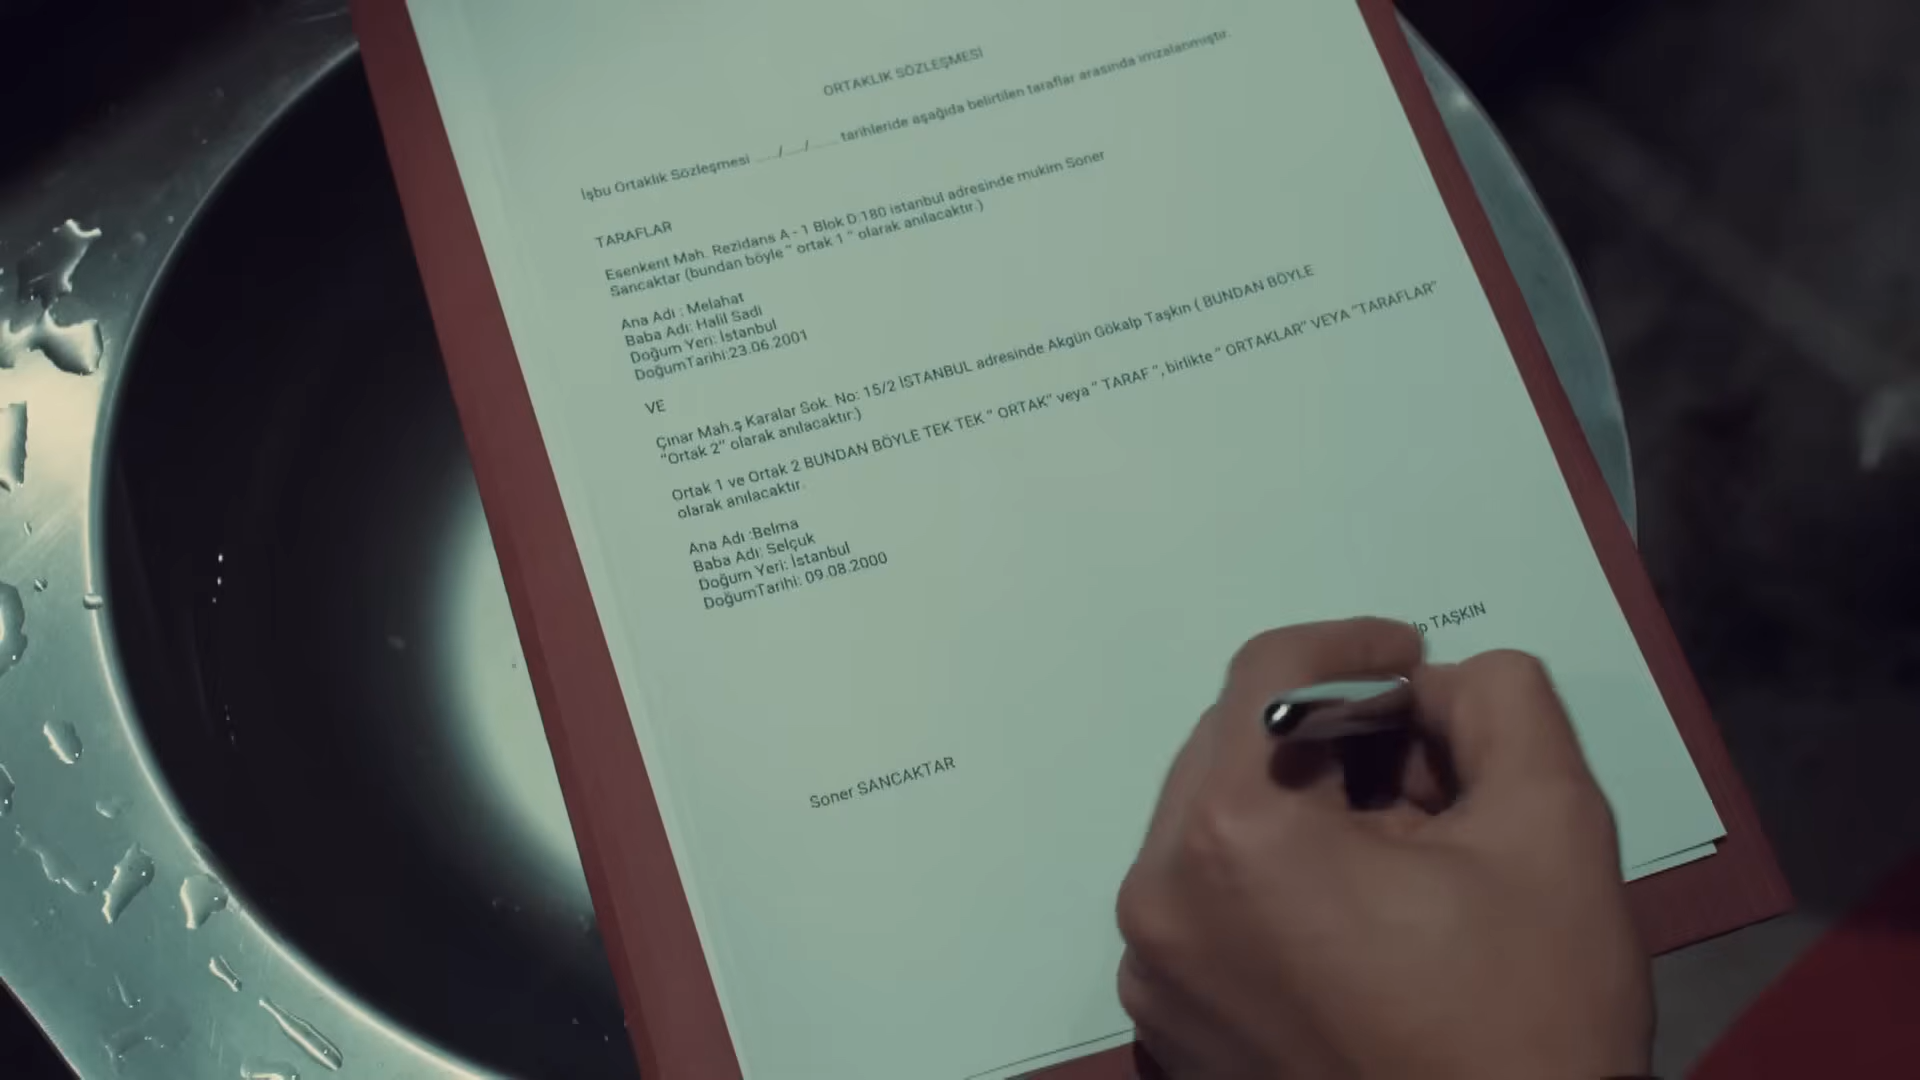 ORTAKLIK SÖZLEŞMESİ
İşbu Ortaklık Sözleşmesi ...../...../....... tarihleride aşağıda belirtilen taraflar arasında imzalanmıştır.
TARAFLAR
Esenkent Mah. Rezidans A - 1 Blok D:180 istanbul adresinde mukim Soner
Sancaktar (bundan böyle “ ortak 1 “ olarak anılacaktır.)
Ana Adı : Melahat
Baba Adı: Halil Sadi
Doğum Yeri: İstanbul
DoğumTarihi:23.06.2001
VE
Çınar Mah.ş Karalar Sok. No: 15/2 İSTANBUL adresinde Akgün Gökalp Taşkın ( BUNDAN BÖYLE
“Ortak 2” olarak anılacaktır.)
Ortak 1 ve Ortak 2 BUNDAN BÖYLE TEK TEK “ ORTAK” veya “ TARAF “, birlikte “ ORTAKLAR” VEYA “TARAFLAR”
olarak anılacaktır.
Ana Adı :Belma
Baba Adı: Selçuk
Doğum Yeri: İstanbul
DoğumTarihi: 09.08.2000
lp TAŞKIN
Soner SANCAKTAR